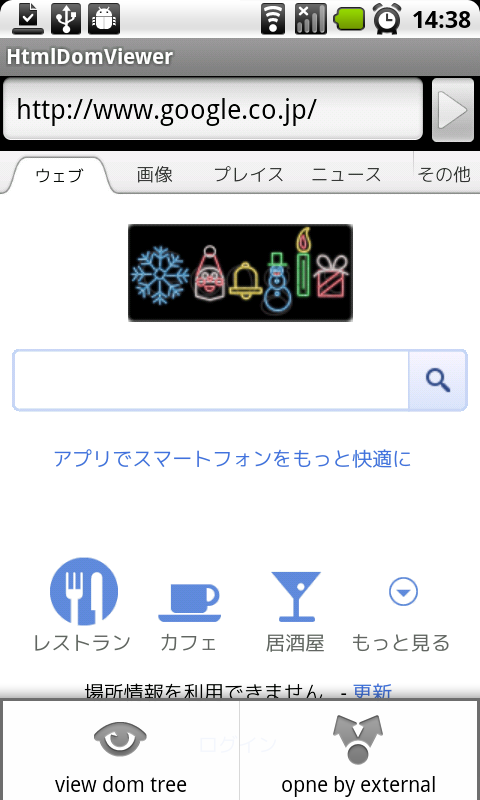 14:38
HtmlDomViewer
http://www.google.co.jp/
ウェブ 画像 プレイス ニュース その他
アプリでスマートフォンをもっと快適に
レストラン カフェ 居酒屋 もっと見る
場所情報を利用できません - 更新
ログイン
view dom tree opne by external